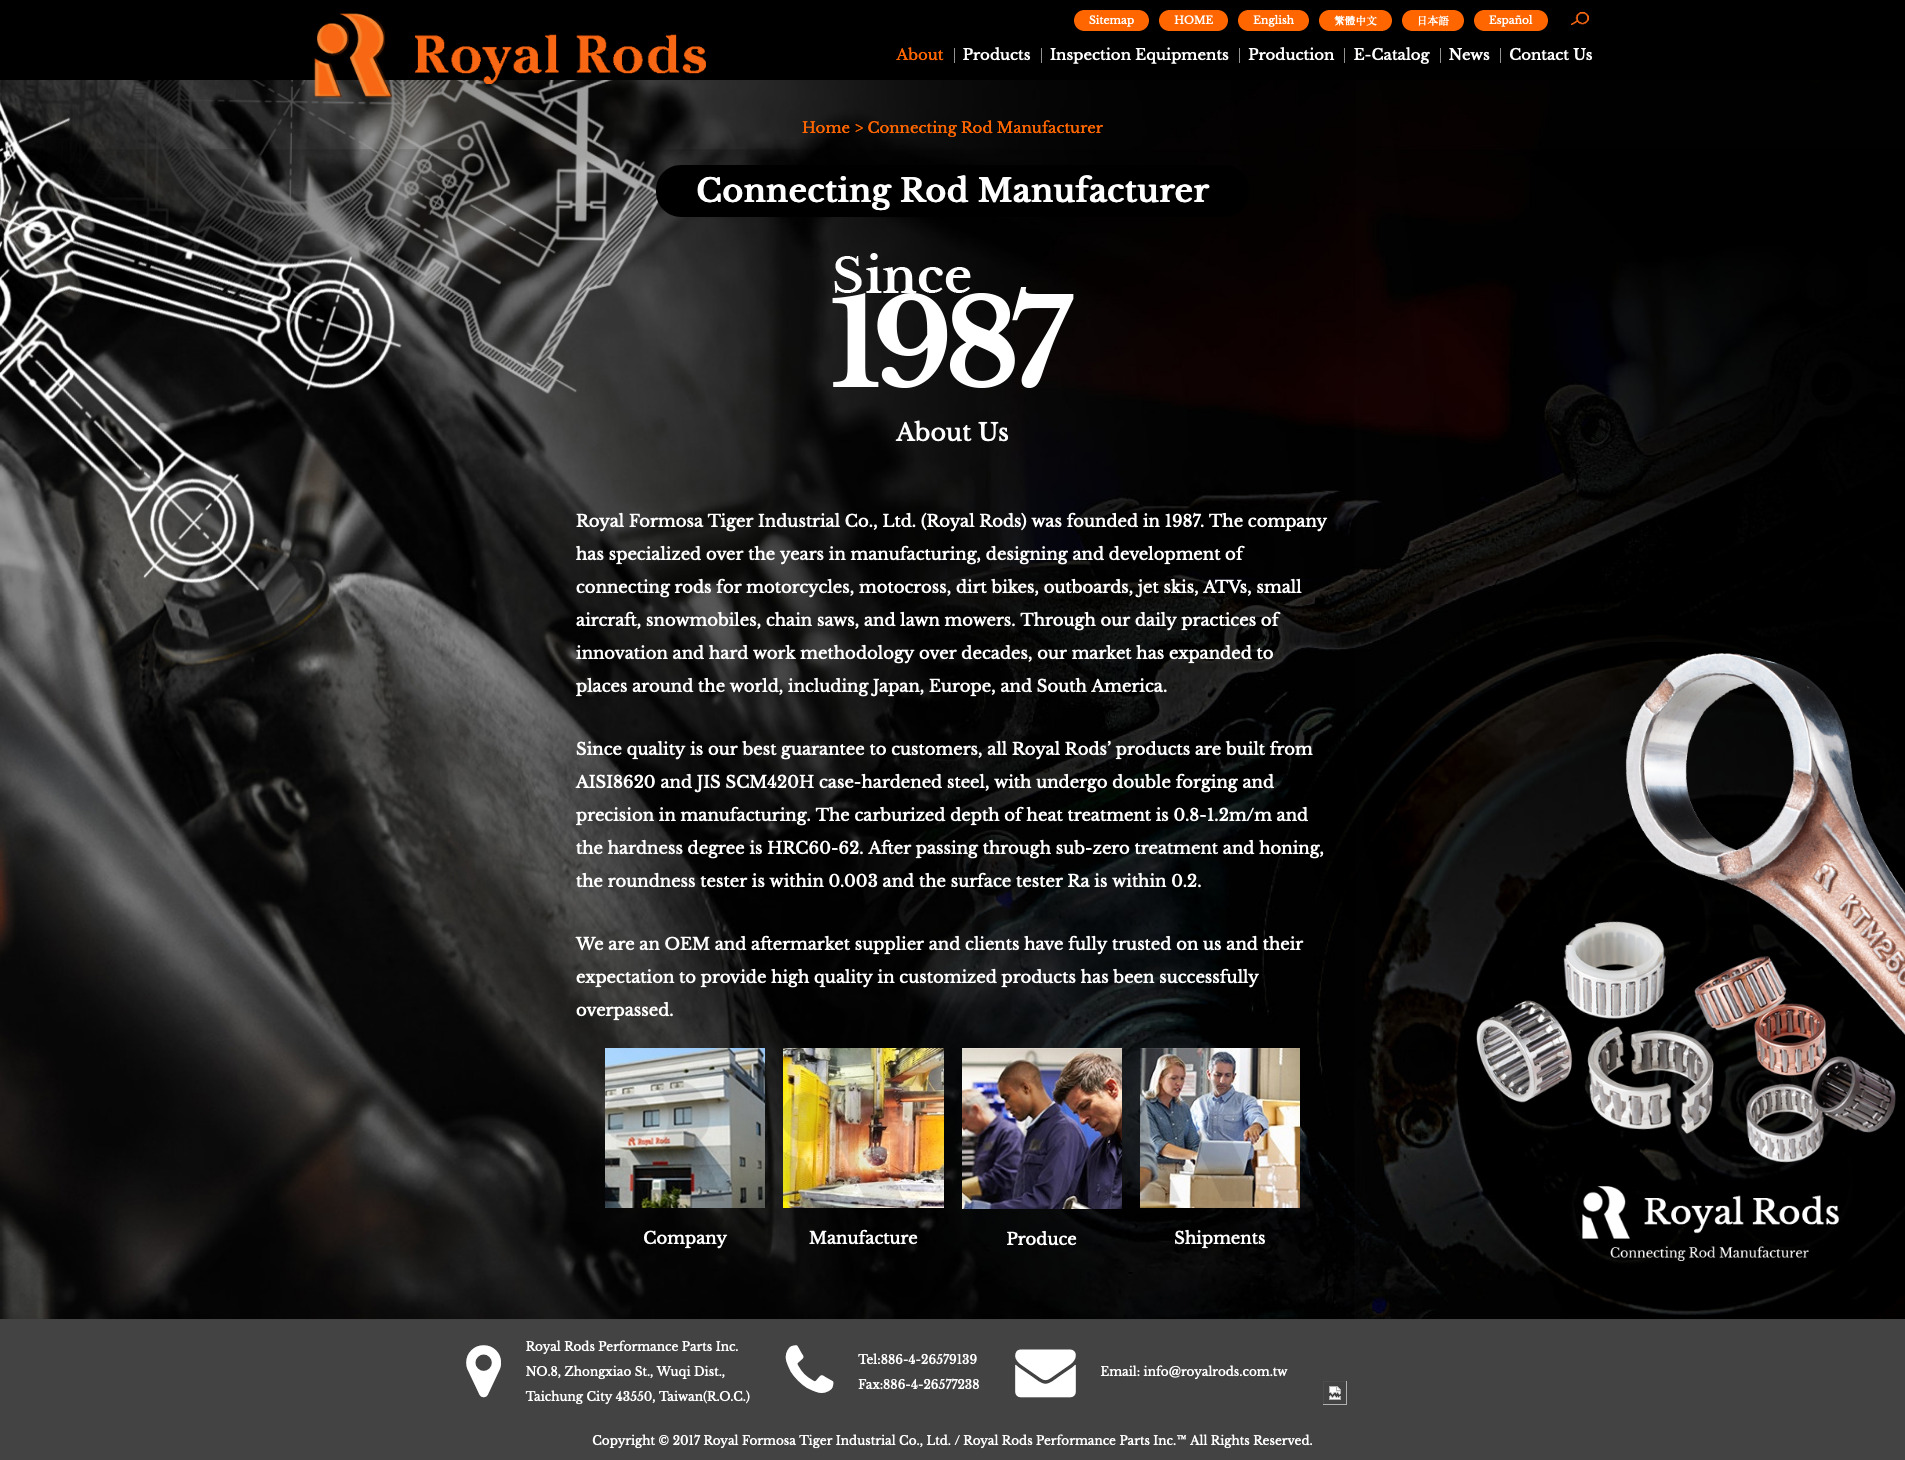 Sitemap HOME English 繁體中文 日本語 Español
Royal Rods
About Products Inspection Equipments Production E-Catalog News Contact Us
Home > Connecting Rod Manufacturer
Connecting Rod Manufacturer
Since
1987
About Us
Royal Formosa Tiger Industrial Co., Ltd. (Royal Rods) was founded in 1987. The company
has specialized over the years in manufacturing, designing and development of
connecting rods for motorcycles, motocross, dirt bikes, outboards, jet skis, ATVs, small
aircraft, snowmobiles, chain saws, and lawn mowers. Through our daily practices of
innovation and hard work methodology over decades, our market has expanded to
places around the world, including Japan, Europe, and South America.
Since quality is our best guarantee to customers, all Royal Rods’ products are built from
AISI8620 and JIS SCM420H case-hardened steel, with undergo double forging and
precision in manufacturing. The carburized depth of heat treatment is 0.8-1.2m/m and
the hardness degree is HRC60-62. After passing through sub-zero treatment and honing,
the roundness tester is within 0.003 and the surface tester Ra is within 0.2.
We are an OEM and aftermarket supplier and clients have fully trusted on us and their
expectation to provide high quality in customized products has been successfully
overpassed.
R KTM250
Royal Rods
Company Manufacture Produce Shipments
Royal Rods
Connecting Rod Manufacturer
Royal Rods Performance Parts Inc.
NO.8, Zhongxiao St., Wuqi Dist.,
Taichung City 43550, Taiwan(R.O.C.)
Tel:886-4-26579139
Fax:886-4-26577238
Email: info@royalrods.com.tw
Copyright © 2017 Royal Formosa Tiger Industrial Co., Ltd. / Royal Rods Performance Parts Inc.™ All Rights Reserved.